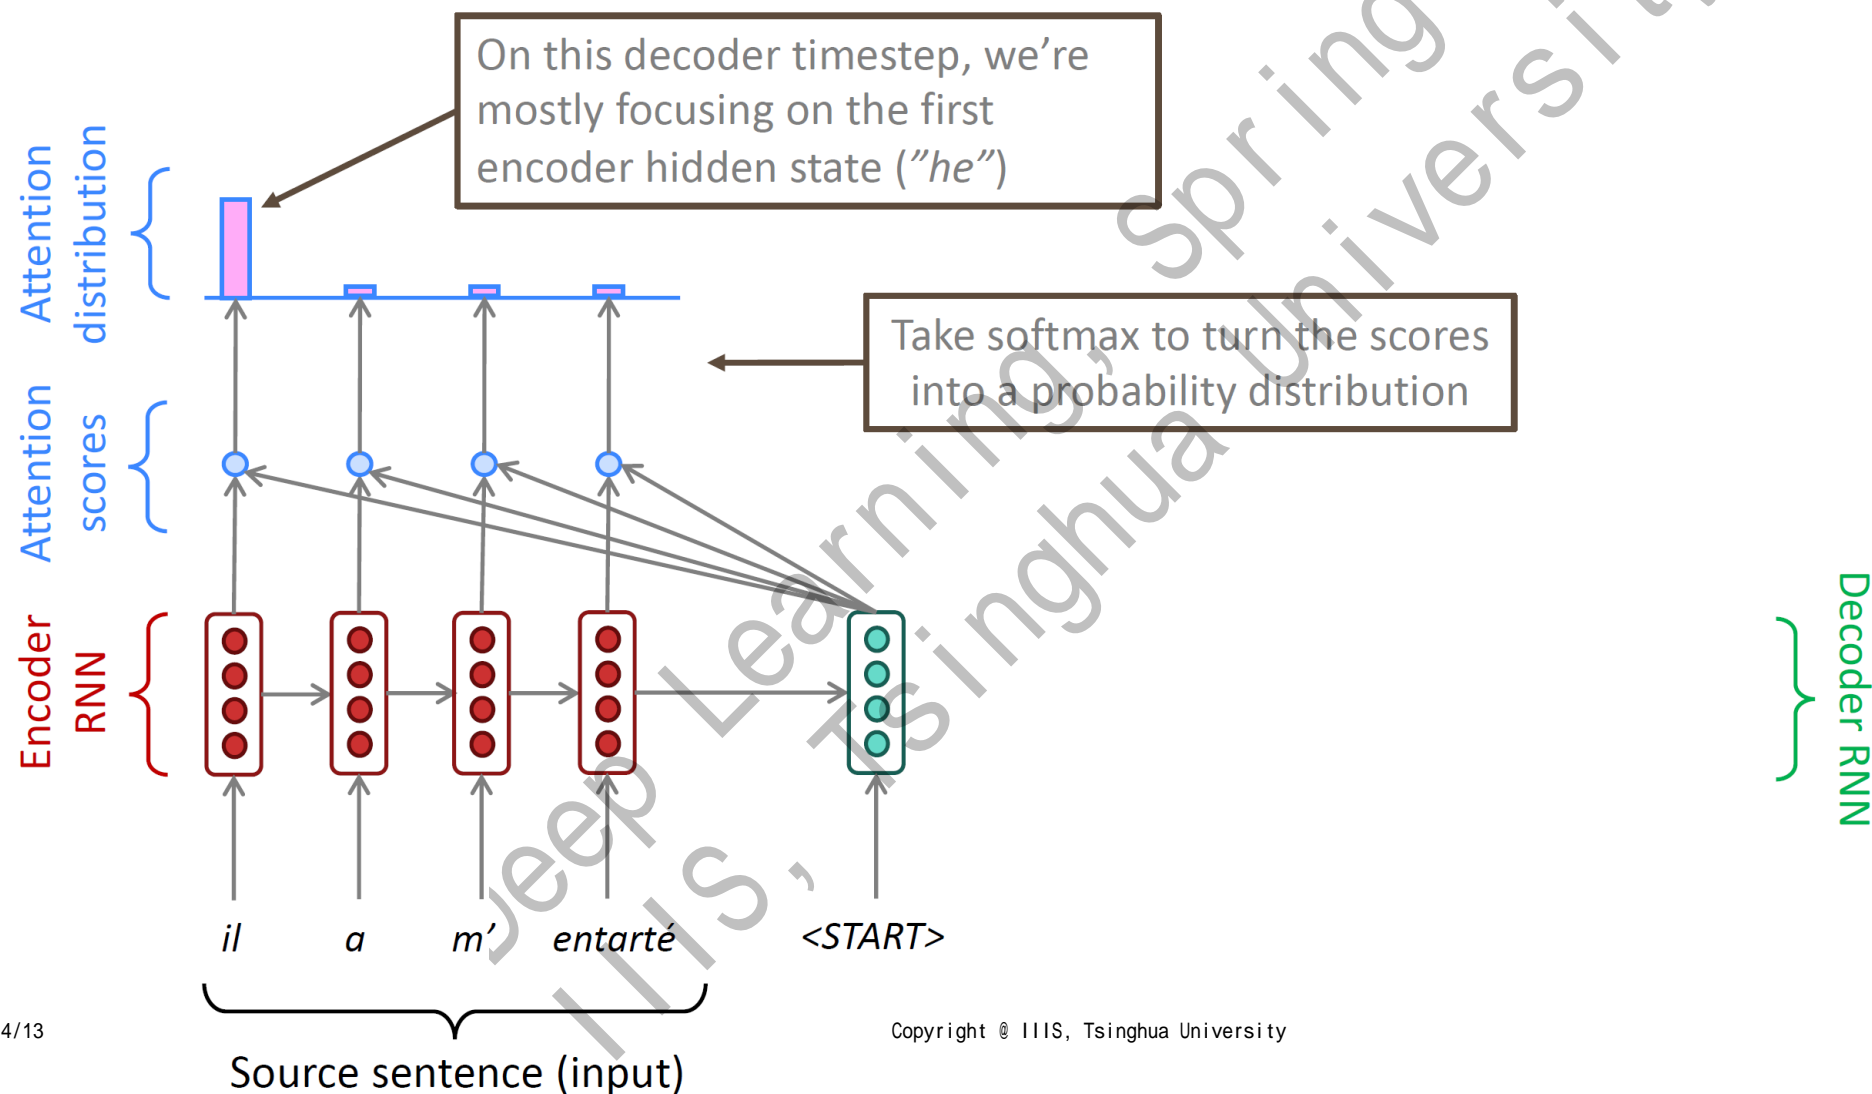 On this decoder timestep, we're
mostly focusing on the first
encoder hidden state ("he")
Attention
distribution
Take softmax to turn the scores
into a probability distribution
Attention
scores
Encoder
RNN
Decoder RNN
il a m' entarté <START>
Source sentence (input)
4/13
Copyright @ IIIS, Tsinghua University
Deep Learning, Spring
IIIS, Tsinghua University